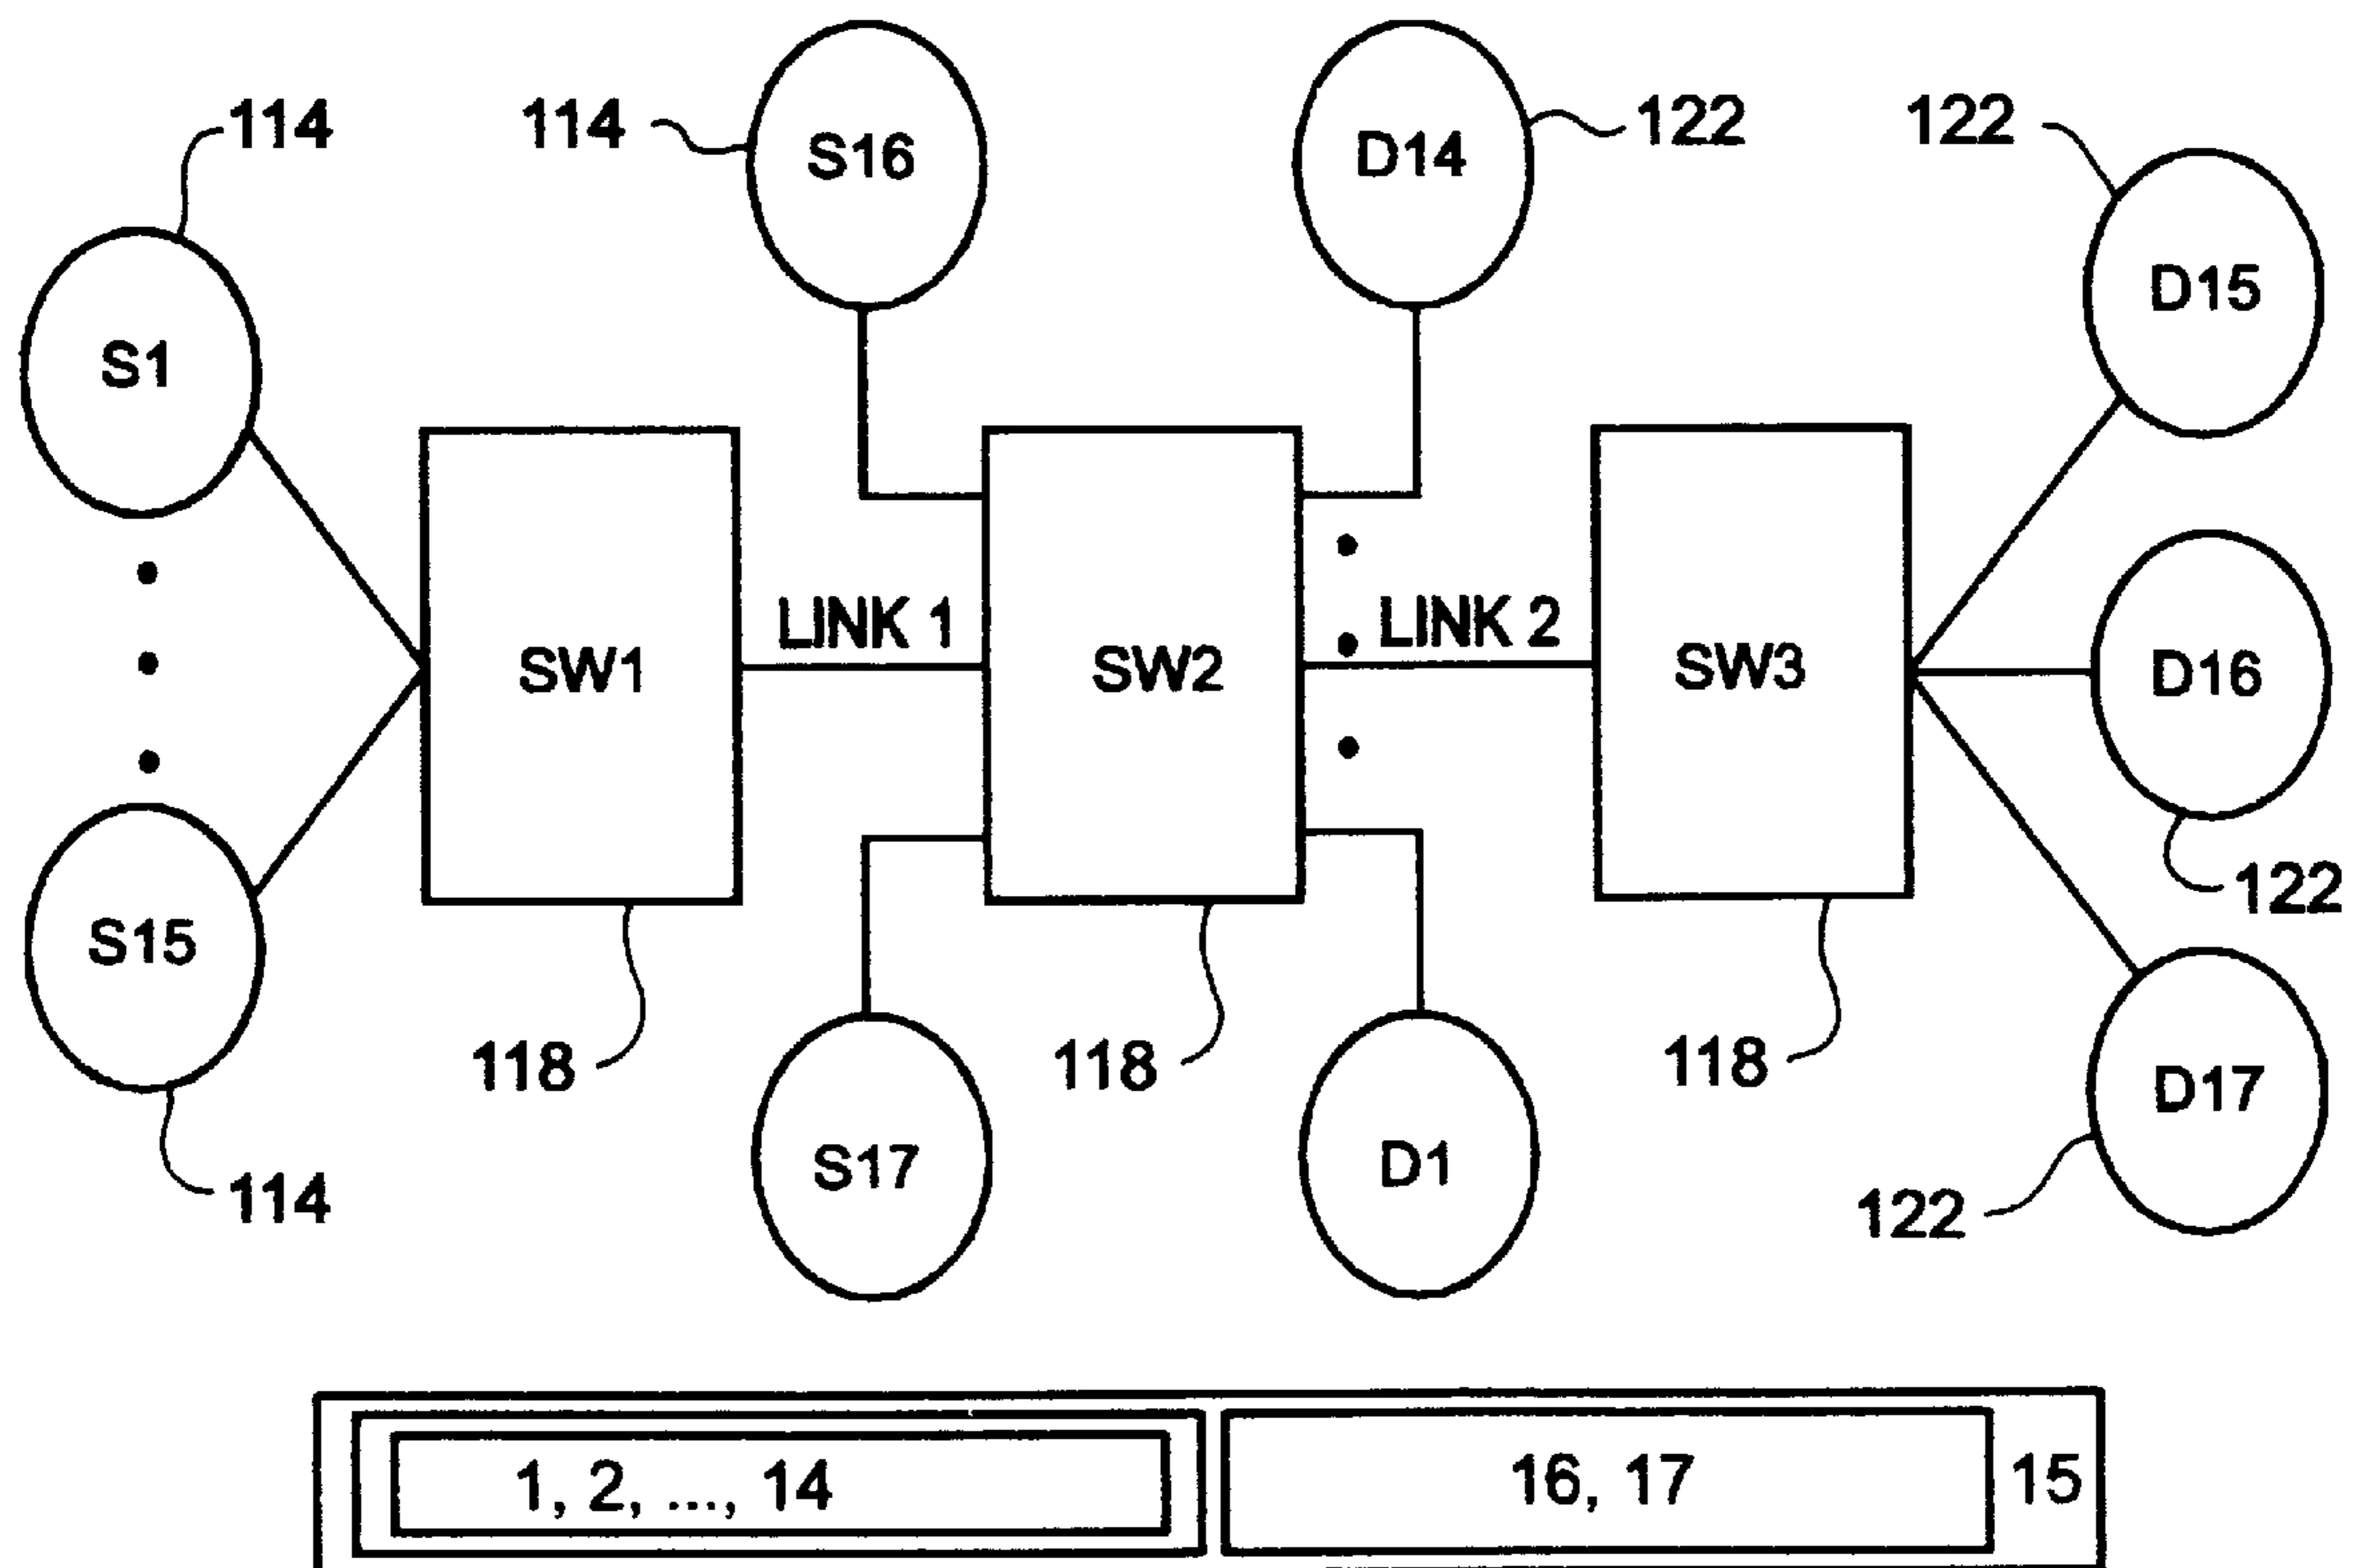 114
114
122
122
S16
D14
D15
S1
LINK 1
LINK 2
SW1
SW2
SW3
D16
122
S15
118
118
118
D17
S17
D1
114
122
1, 2, ..., 14
16, 17
15